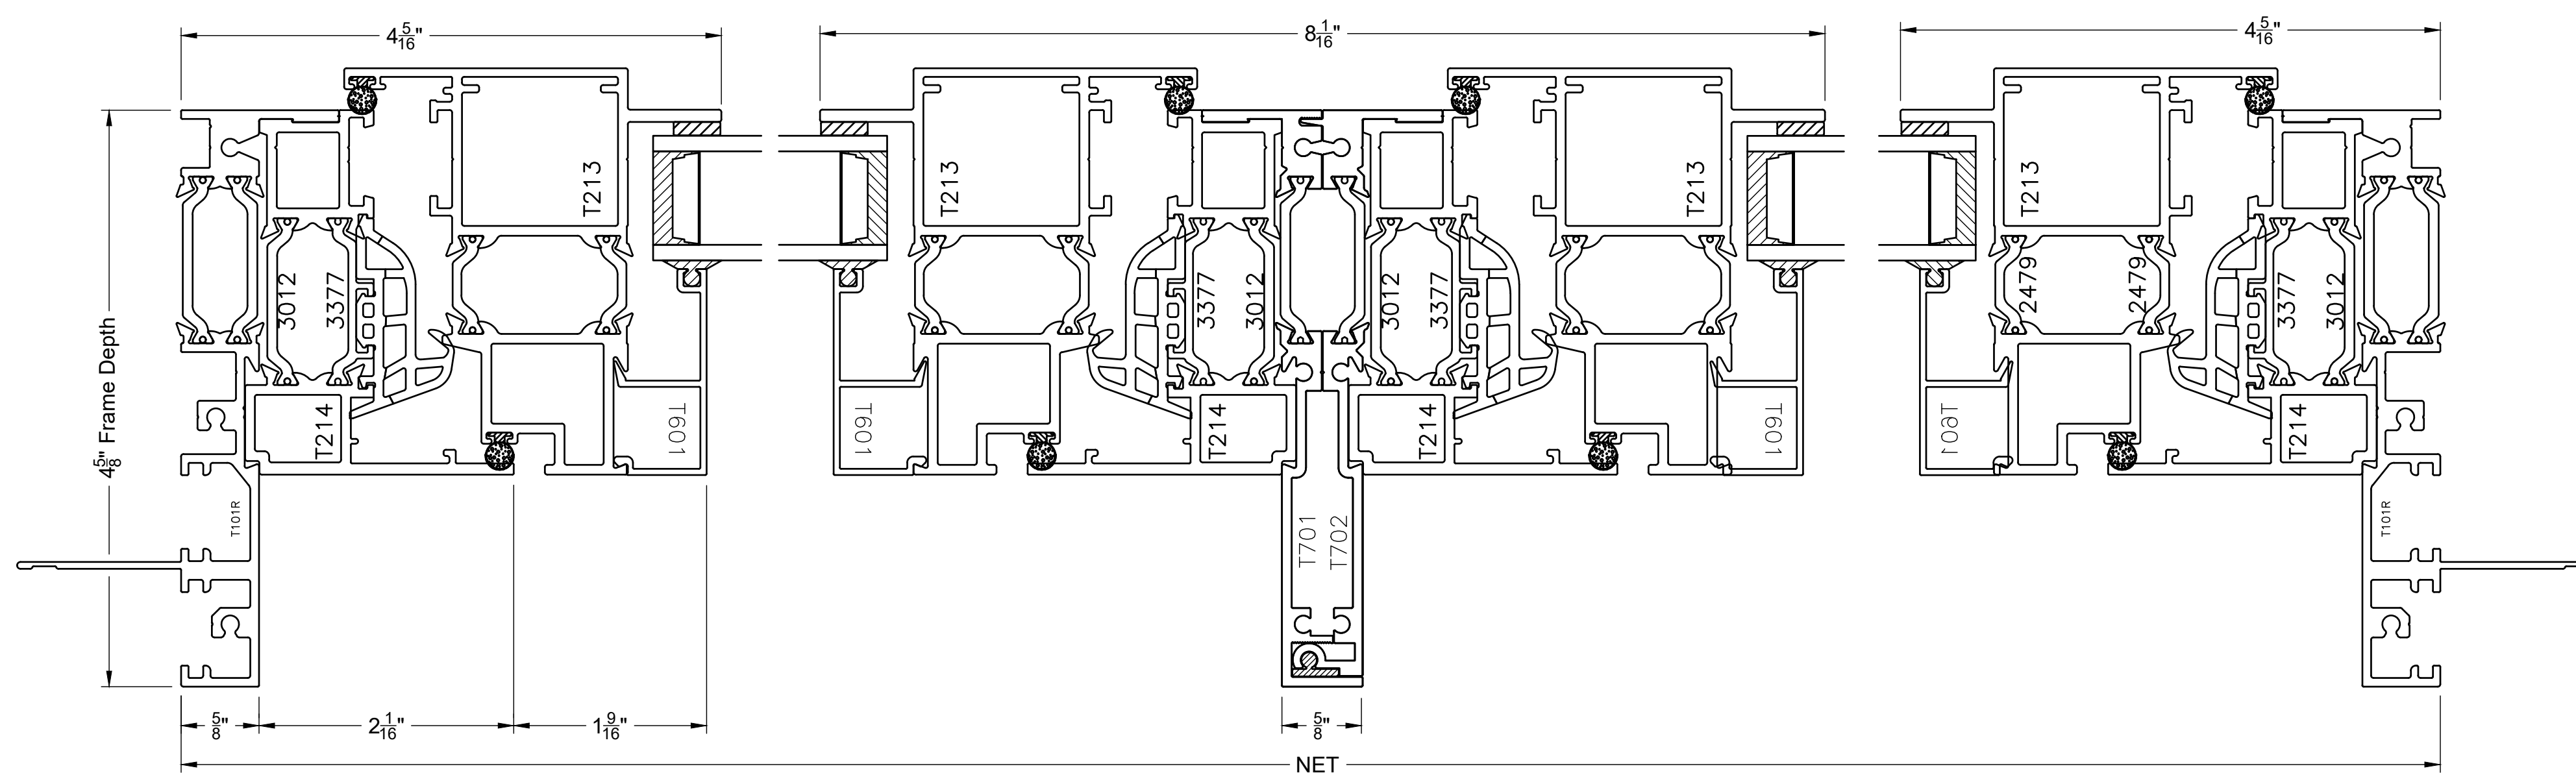 4 5/16"
8 1/16"
4 5/16"
T213
T213
T213
T213
3012
3377
3377
3012
3012
3377
2479
2479
3377
3012
4 5/8" Frame Depth
T214
T601
T601
T214
T214
T601
T601
T214
T101R
T701
T702
T101R
5/8"
2 1/16"
1 9/16"
5/8"
NET